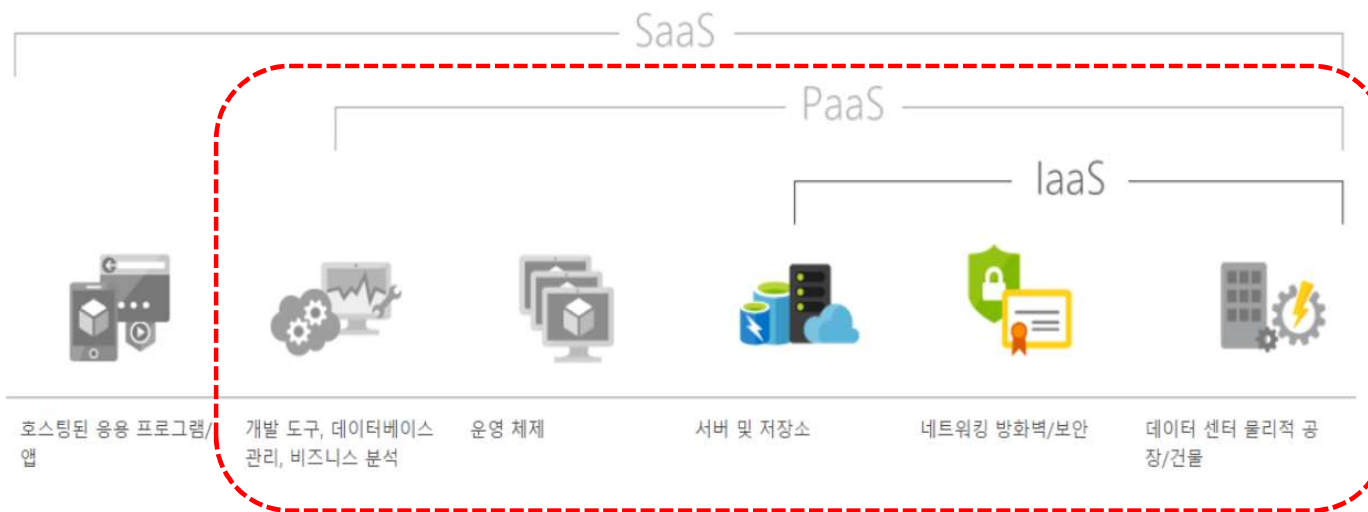 SaaS
PaaS
IaaS
호스팅된 응용 프로그램/
앱
개발 도구, 데이터베이스
관리, 비즈니스 분석
운영 체제
서버 및 저장소
네트워킹 방화벽/보안
데이터 센터 물리적 공
장/건물